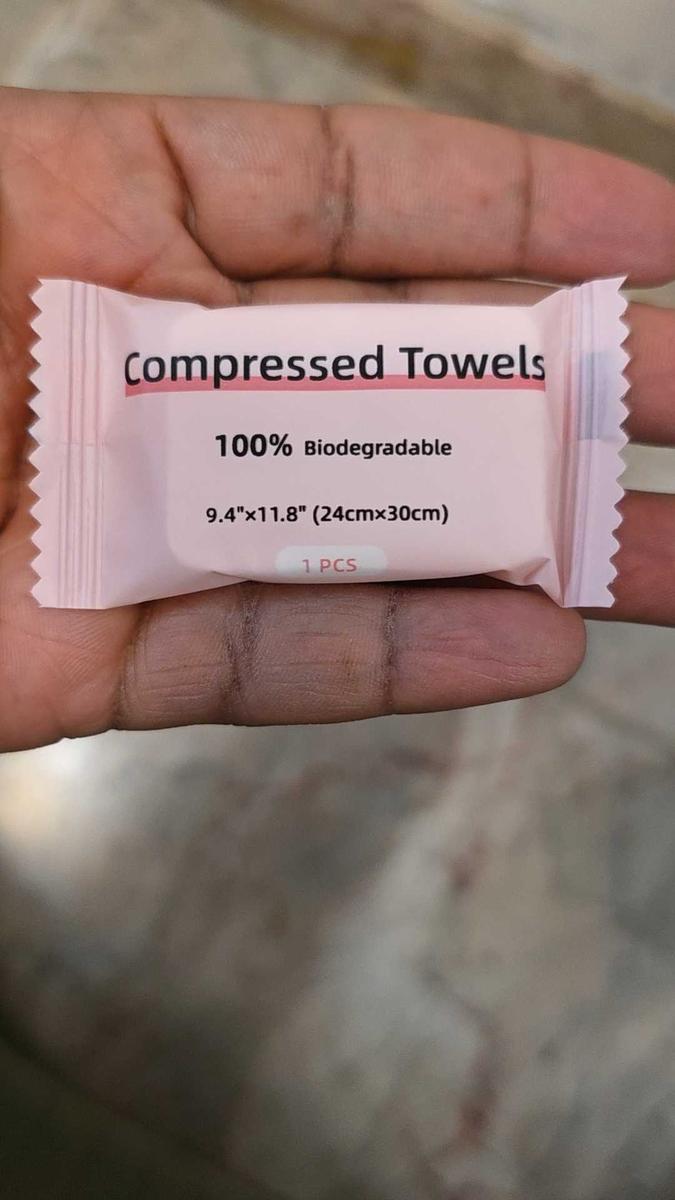 Compressed Towels
100% Biodegradable
9.4"×11.8" (24cm×30cm)
1 PCS